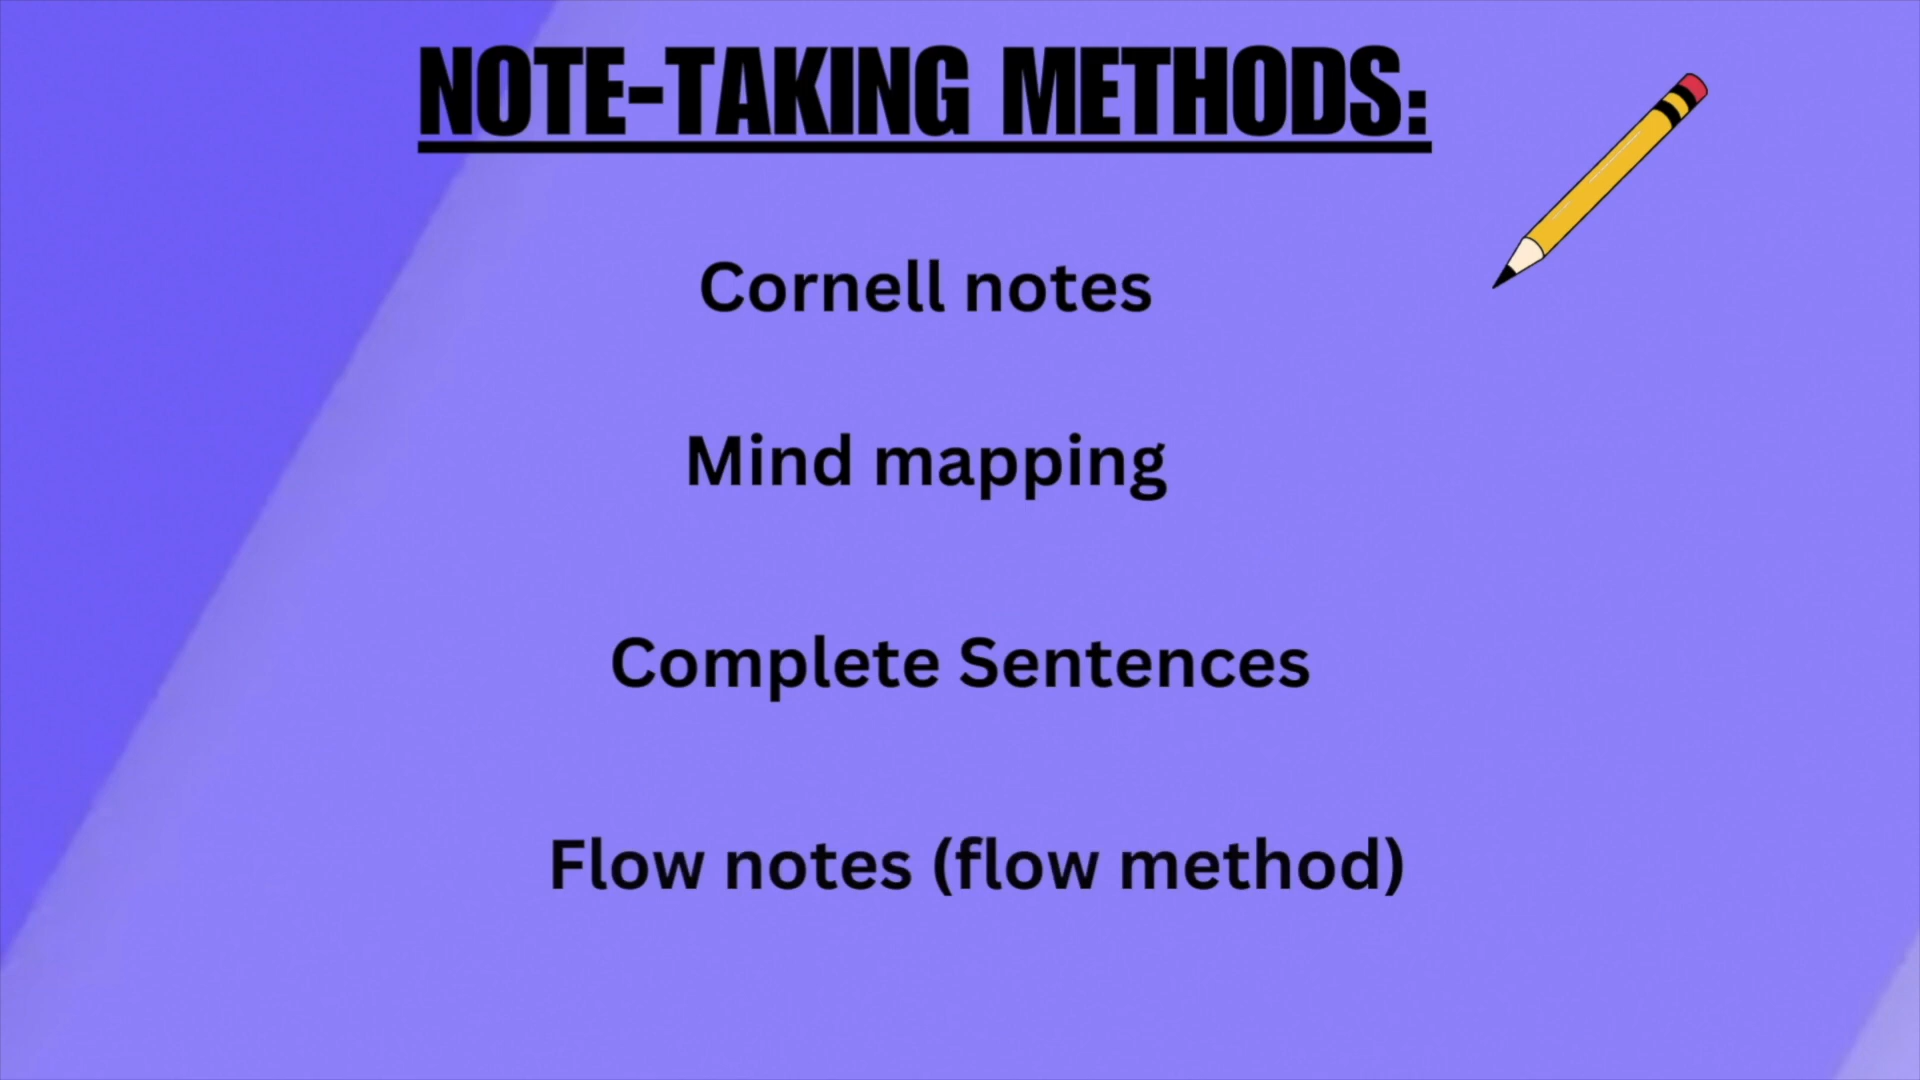 NOTE-TAKING METHODS:
Cornell notes
Mind mapping
Complete Sentences
Flow notes (flow method)